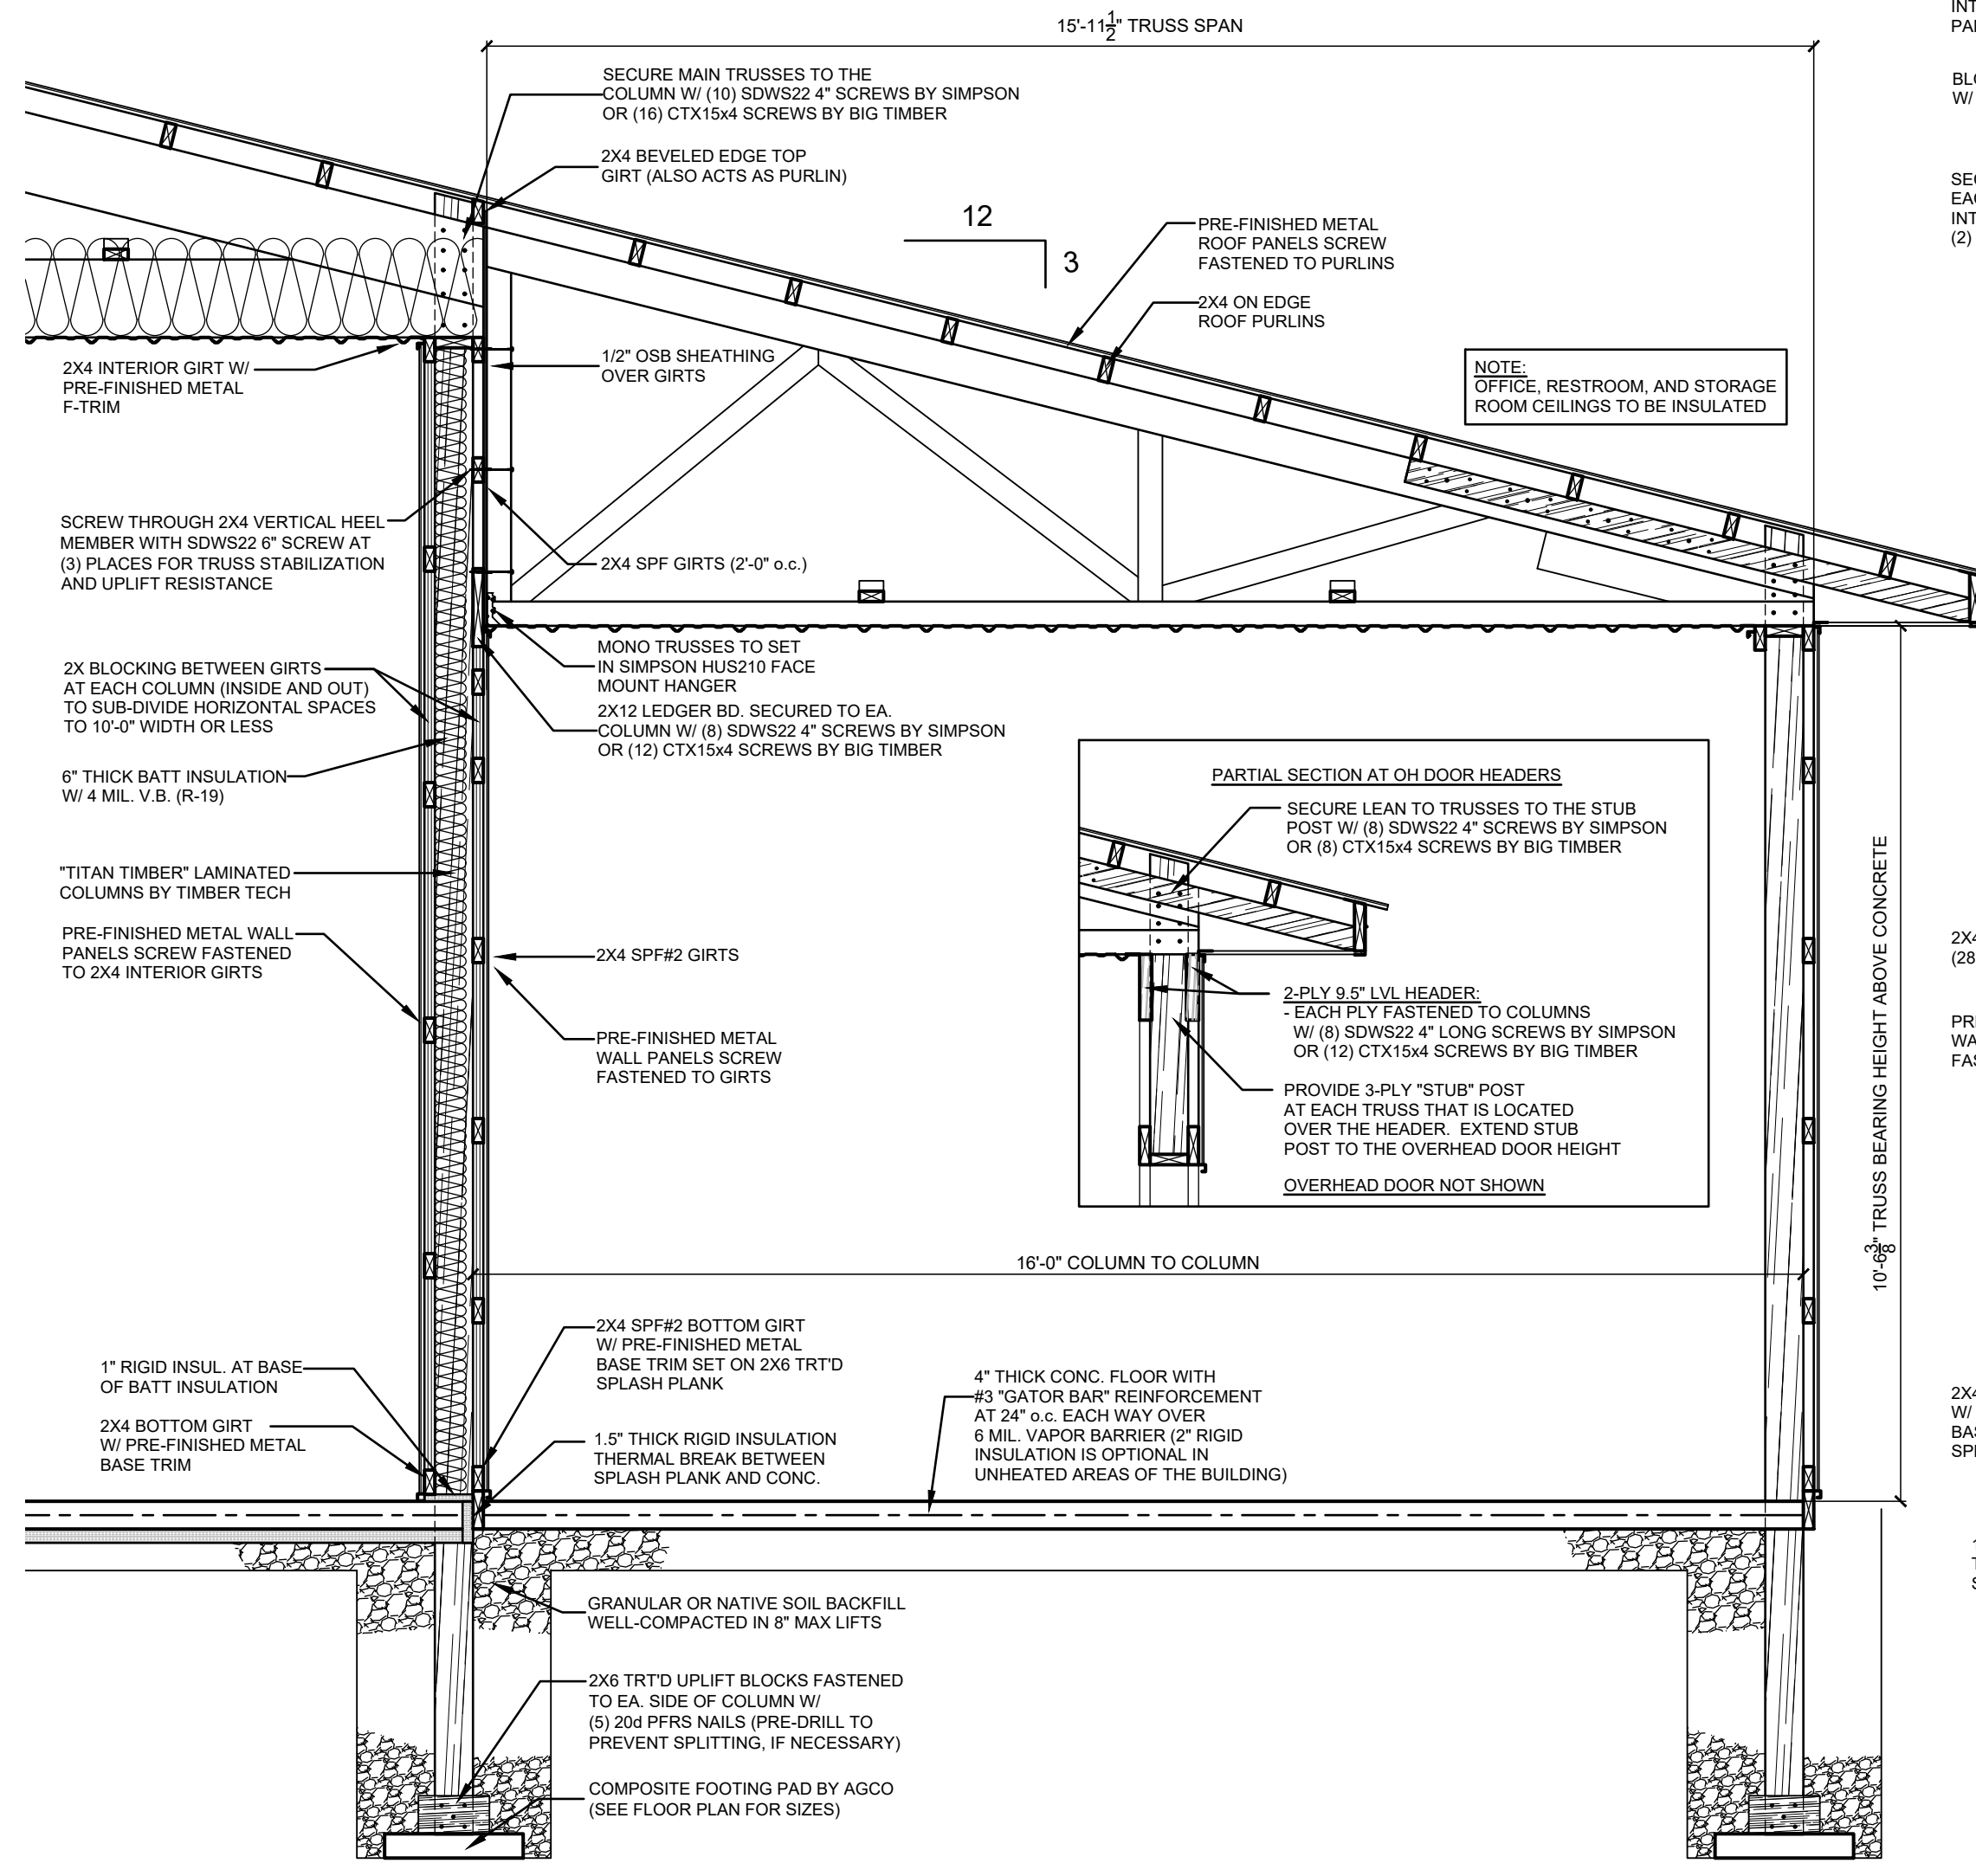 15'-11 1/2" TRUSS SPAN
SECURE MAIN TRUSSES TO THE
COLUMN W/ (10) SDWS22 4" SCREWS BY SIMPSON
OR (16) CTX15x4 SCREWS BY BIG TIMBER
2X4 BEVELED EDGE TOP
GIRT (ALSO ACTS AS PURLIN)
12
3
PRE-FINISHED METAL
ROOF PANELS SCREW
FASTENED TO PURLINS
2X4 ON EDGE
ROOF PURLINS
NOTE:
OFFICE, RESTROOM, AND STORAGE
ROOM CEILINGS TO BE INSULATED
2X4 INTERIOR GIRT W/
PRE-FINISHED METAL
F-TRIM
1/2" OSB SHEATHING
OVER GIRTS
SCREW THROUGH 2X4 VERTICAL HEEL
MEMBER WITH SDWS22 6" SCREW AT
(3) PLACES FOR TRUSS STABILIZATION
AND UPLIFT RESISTANCE
2X4 SPF GIRTS (2'-0" o.c.)
MONO TRUSSES TO SET
IN SIMPSON HUS210 FACE
MOUNT HANGER
2X BLOCKING BETWEEN GIRTS
AT EACH COLUMN (INSIDE AND OUT)
TO SUB-DIVIDE HORIZONTAL SPACES
TO 10'-0" WIDTH OR LESS
2X12 LEDGER BD. SECURED TO EA.
COLUMN W/ (8) SDWS22 4" SCREWS BY SIMPSON
OR (12) CTX15x4 SCREWS BY BIG TIMBER
6" THICK BATT INSULATION
W/ 4 MIL. V.B. (R-19)
"TITAN TIMBER" LAMINATED
COLUMNS BY TIMBER TECH
PRE-FINISHED METAL WALL
PANELS SCREW FASTENED
TO 2X4 INTERIOR GIRTS
2X4 SPF#2 GIRTS
PRE-FINISHED METAL
WALL PANELS SCREW
FASTENED TO GIRTS
PARTIAL SECTION AT OH DOOR HEADERS
SECURE LEAN TO TRUSSES TO THE STUB
POST W/ (8) SDWS22 4" SCREWS BY SIMPSON
OR (8) CTX15x4 SCREWS BY BIG TIMBER
2-PLY 9.5" LVL HEADER:
- EACH PLY FASTENED TO COLUMNS
W/ (8) SDWS22 4" LONG SCREWS BY SIMPSON
OR (12) CTX15x4 SCREWS BY BIG TIMBER
PROVIDE 3-PLY "STUB" POST
AT EACH TRUSS THAT IS LOCATED
OVER THE HEADER. EXTEND STUB
POST TO THE OVERHEAD DOOR HEIGHT
OVERHEAD DOOR NOT SHOWN
10'-6 3/8" TRUSS BEARING HEIGHT ABOVE CONCRETE
16'-0" COLUMN TO COLUMN
1" RIGID INSUL. AT BASE
OF BATT INSULATION
2X4 BOTTOM GIRT
W/ PRE-FINISHED METAL
BASE TRIM
2X4 SPF#2 BOTTOM GIRT
W/ PRE-FINISHED METAL
BASE TRIM SET ON 2X6 TRT'D
SPLASH PLANK
1.5" THICK RIGID INSULATION
THERMAL BREAK BETWEEN
SPLASH PLANK AND CONC.
4" THICK CONC. FLOOR WITH
#3 "GATOR BAR" REINFORCEMENT
AT 24" o.c. EACH WAY OVER
6 MIL. VAPOR BARRIER (2" RIGID
INSULATION IS OPTIONAL IN
UNHEATED AREAS OF THE BUILDING)
GRANULAR OR NATIVE SOIL BACKFILL
WELL-COMPACTED IN 8" MAX LIFTS
2X6 TRT'D UPLIFT BLOCKS FASTENED
TO EA. SIDE OF COLUMN W/
(5) 20d PFRS NAILS (PRE-DRILL TO
PREVENT SPLITTING, IF NECESSARY)
COMPOSITE FOOTING PAD BY AGCO
(SEE FLOOR PLAN FOR SIZES)
W/
(2)
W/